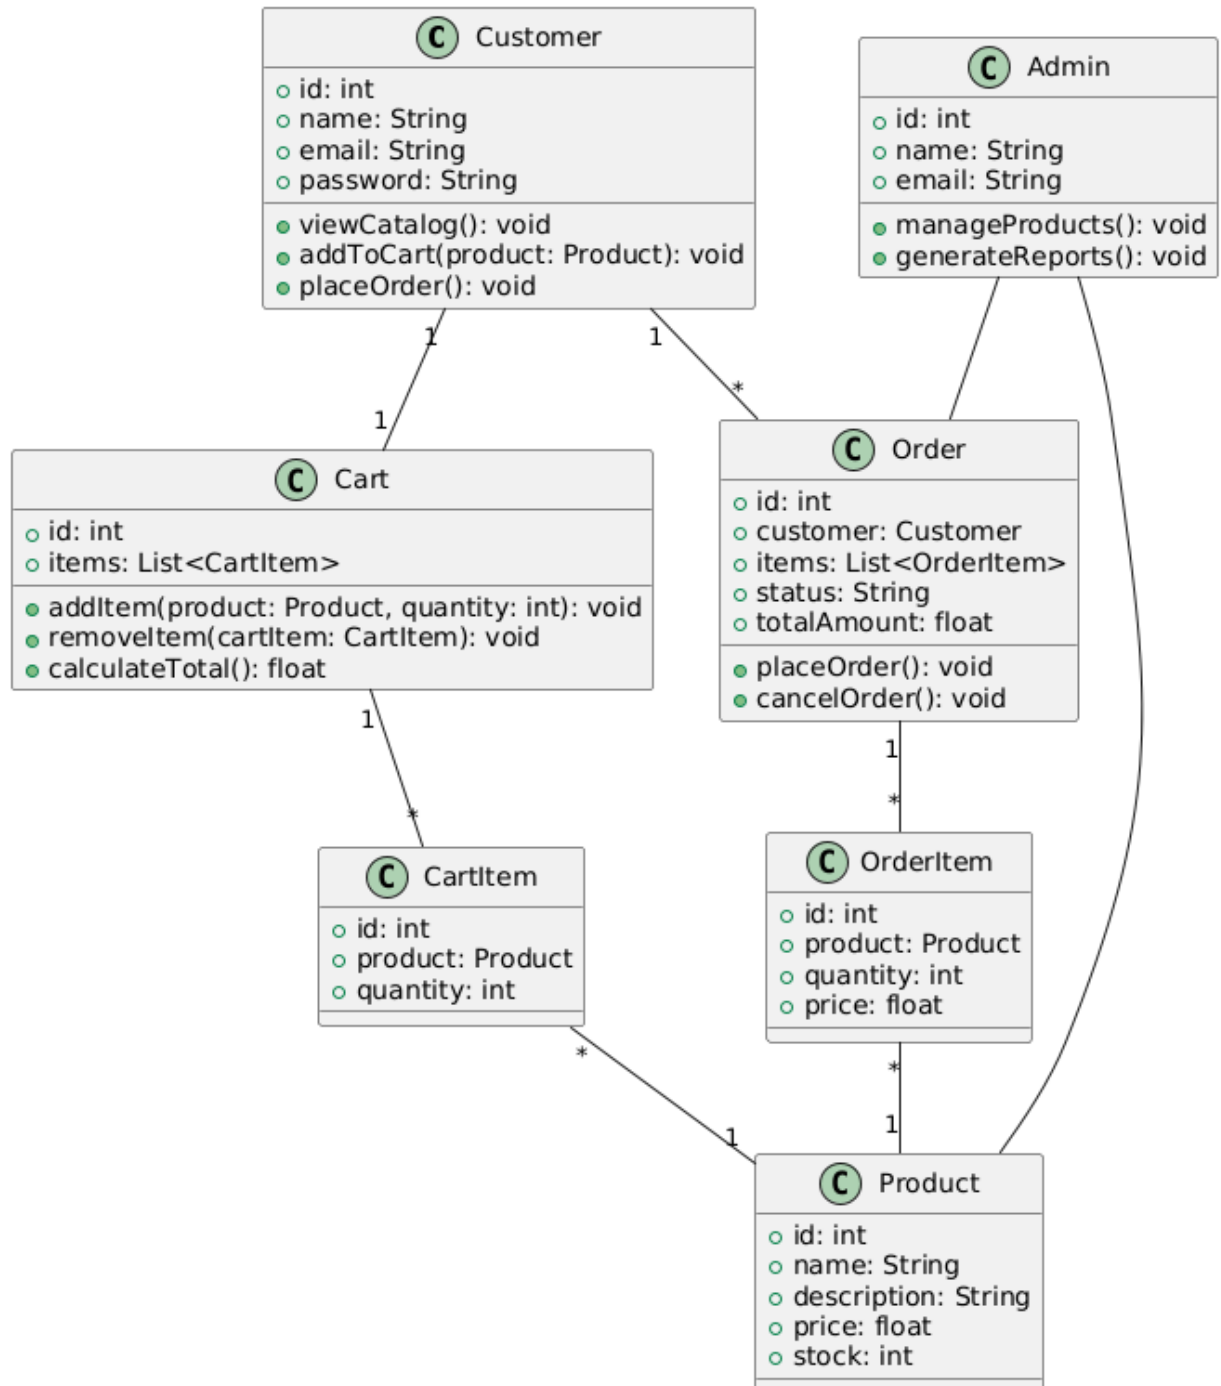 C Customer
id: int
name: String
email: String
password: String
viewCatalog(): void
addToCart(product: Product): void
placeOrder(): void
C Admin
id: int
name: String
email: String
manageProducts(): void
generateReports(): void
1
1
1
*
C Cart
id: int
items: List<CartItem>
addItem(product: Product, quantity: int): void
removeItem(cartItem: CartItem): void
calculateTotal(): float
C Order
id: int
customer: Customer
items: List<OrderItem>
status: String
totalAmount: float
placeOrder(): void
cancelOrder(): void
1
*
1
*
C CartItem
id: int
product: Product
quantity: int
C OrderItem
id: int
product: Product
quantity: int
price: float
*
1
*
1
C Product
id: int
name: String
description: String
price: float
stock: int